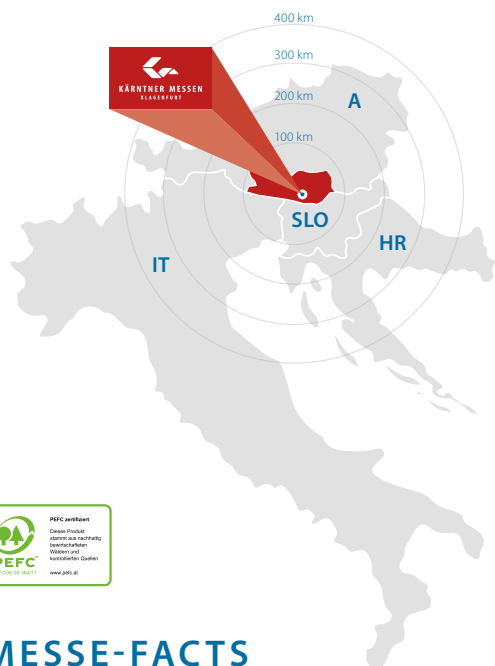 400 km
300 km
200 km
100 km
KÄRNTNER MESSEN
KLAGENFURT
A
SLO
HR
IT
PEFC zertifiziert
Dieses Produkt
stammt aus nachhaltig
bewirtschafteten
Wäldern und
kontrollierten Quellen
www.pefc.at
PEFC™
MESSE-FACTS